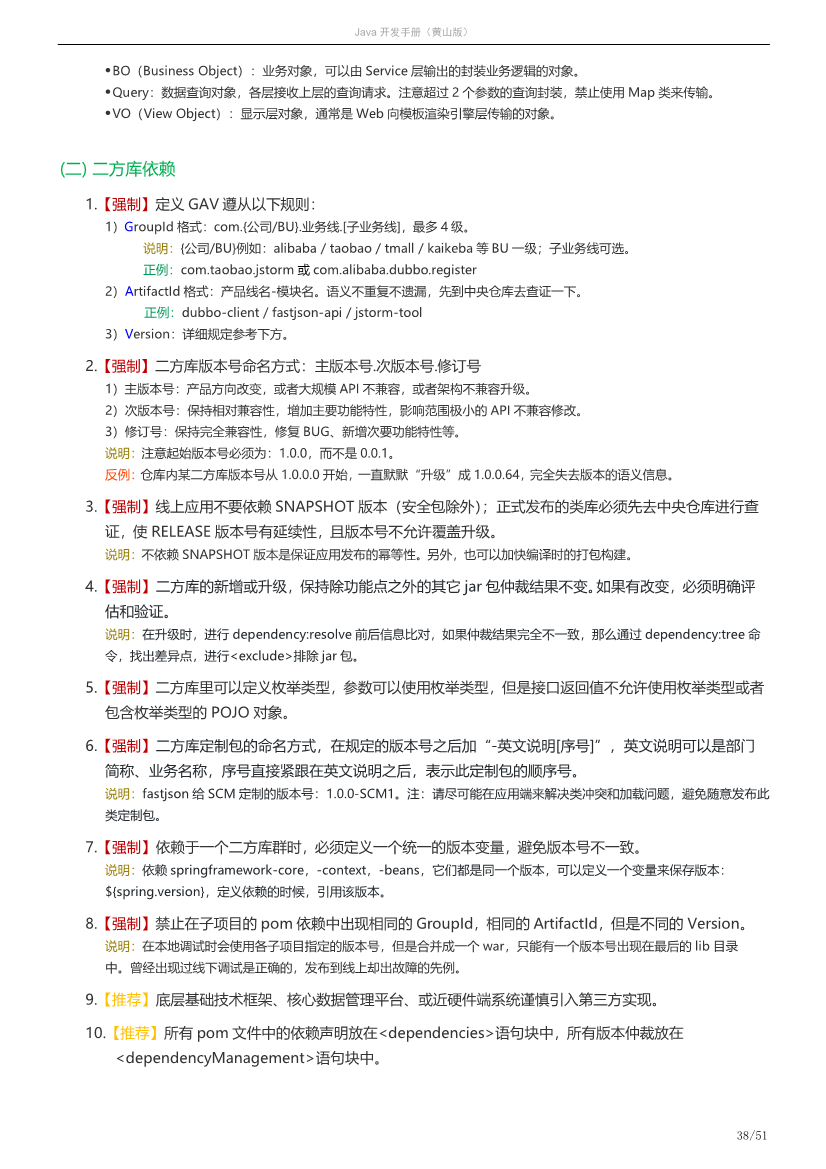 Java 开发手册（黄山版）
•BO（Business Object）：业务对象，可以由 Service 层输出的封装业务逻辑的对象。
•Query：数据查询对象，各层接收上层的查询请求。注意超过 2 个参数的查询封装，禁止使用 Map 类来传输。
•VO（View Object）：显示层对象，通常是 Web 向模板渲染引擎层传输的对象。
(二) 二方库依赖
1.【强制】定义 GAV 遵从以下规则：
1）GroupId 格式：com.{公司/BU}.业务线.[子业务线]，最多 4 级。
说明：{公司/BU}例如：alibaba / taobao / tmall / kaikeba 等 BU 一级；子业务线可选。
正例：com.taobao.jstorm 或 com.alibaba.dubbo.register
2）ArtifactId 格式：产品线名-模块名。语义不重复不遗漏，先到中央仓库去查证一下。
正例：dubbo-client / fastjson-api / jstorm-tool
3）Version：详细规定参考下方。
2.【强制】二方库版本号命名方式：主版本号.次版本号.修订号
1）主版本号：产品方向改变，或者大规模 API 不兼容，或者架构不兼容升级。
2）次版本号：保持相对兼容性，增加主要功能特性，影响范围极小的 API 不兼容修改。
3）修订号：保持完全兼容性，修复 BUG、新增次要功能特性等。
说明：注意起始版本号必须为：1.0.0，而不是 0.0.1。
反例：仓库内某二方库版本号从 1.0.0.0 开始，一直默默“升级”成 1.0.0.64，完全失去版本的语义信息。
3.【强制】线上应用不要依赖 SNAPSHOT 版本（安全包除外）；正式发布的类库必须先去中央仓库进行查
证，使 RELEASE 版本号有延续性，且版本号不允许覆盖升级。
说明：不依赖 SNAPSHOT 版本是保证应用发布的幂等性。另外，也可以加快编译时的打包构建。
4.【强制】二方库的新增或升级，保持除功能点之外的其它 jar 包仲裁结果不变。如果有改变，必须明确评
估和验证。
说明：在升级时，进行 dependency:resolve 前后信息比对，如果仲裁结果完全不一致，那么通过 dependency:tree 命
令，找出差异点，进行<exclude>排除 jar 包。
5.【强制】二方库里可以定义枚举类型，参数可以使用枚举类型，但是接口返回值不允许使用枚举类型或者
包含枚举类型的 POJO 对象。
6.【强制】二方库定制包的命名方式，在规定的版本号之后加“-英文说明[序号]”，英文说明可以是部门
简称、业务名称，序号直接紧跟在英文说明之后，表示此定制包的顺序号。
说明：fastjson 给 SCM 定制的版本号：1.0.0-SCM1。注：请尽可能在应用端来解决类冲突和加载问题，避免随意发布此
类定制包。
7.【强制】依赖于一个二方库群时，必须定义一个统一的版本变量，避免版本号不一致。
说明：依赖 springframework-core，-context，-beans，它们都是同一个版本，可以定义一个变量来保存版本：
${spring.version}，定义依赖的时候，引用该版本。
8.【强制】禁止在子项目的 pom 依赖中出现相同的 GroupId，相同的 ArtifactId，但是不同的 Version。
说明：在本地调试时会使用各子项目指定的版本号，但是合并成一个 war，只能有一个版本号出现在最后的 lib 目录
中。曾经出现过线下调试是正确的，发布到线上却出故障的先例。
9.【推荐】底层基础技术框架、核心数据管理平台、或近硬件端系统谨慎引入第三方实现。
10.【推荐】所有 pom 文件中的依赖声明放在<dependencies>语句块中，所有版本仲裁放在
<dependencyManagement>语句块中。
38/51